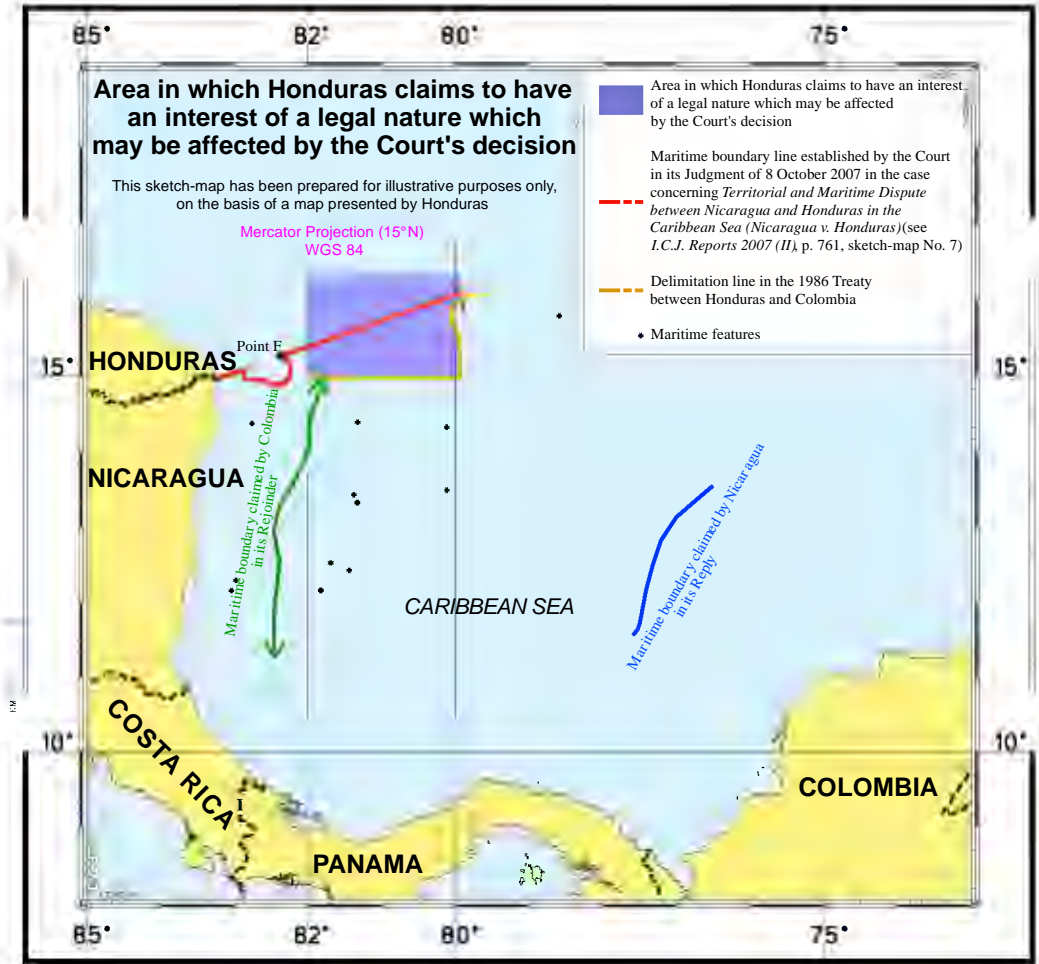 85°
82°
80°
75°
Area in which Honduras claims to have
an interest of a legal nature which
may be affected by the Court's decision
This sketch-map has been prepared for illustrative purposes only,
on the basis of a map presented by Honduras
Mercator Projection (15°N)
WGS 84
Area in which Honduras claims to have an interest
of a legal nature which may be affected
by the Court's decision
Maritime boundary line established by the Court
in its Judgment of 8 October 2007 in the case
concerning Territorial and Maritime Dispute
between Nicaragua and Honduras in the
Caribbean Sea (Nicaragua v. Honduras)(see
I.C.J. Reports 2007 (II), p. 761, sketch-map No. 7)
Delimitation line in the 1986 Treaty
between Honduras and Colombia
Maritime features
Point F
15°
HONDURAS
15°
NICARAGUA
Maritime boundary claimed by Colombia
in its Rejoinder
Maritime boundary claimed by Nicaragua
in its Reply
CARIBBEAN SEA
COSTA RICA
10°
10°
COLOMBIA
PANAMA
85°
82°
80°
75°